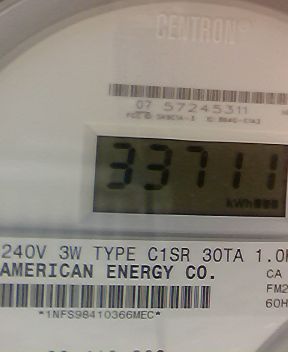 CENTRON
07 57245311
33711
kWh
240V 3W TYPE C1SR 30TA 1.0
AMERICAN ENERGY CO.
CA
FM2
60H
*1NFS98410366MEC*